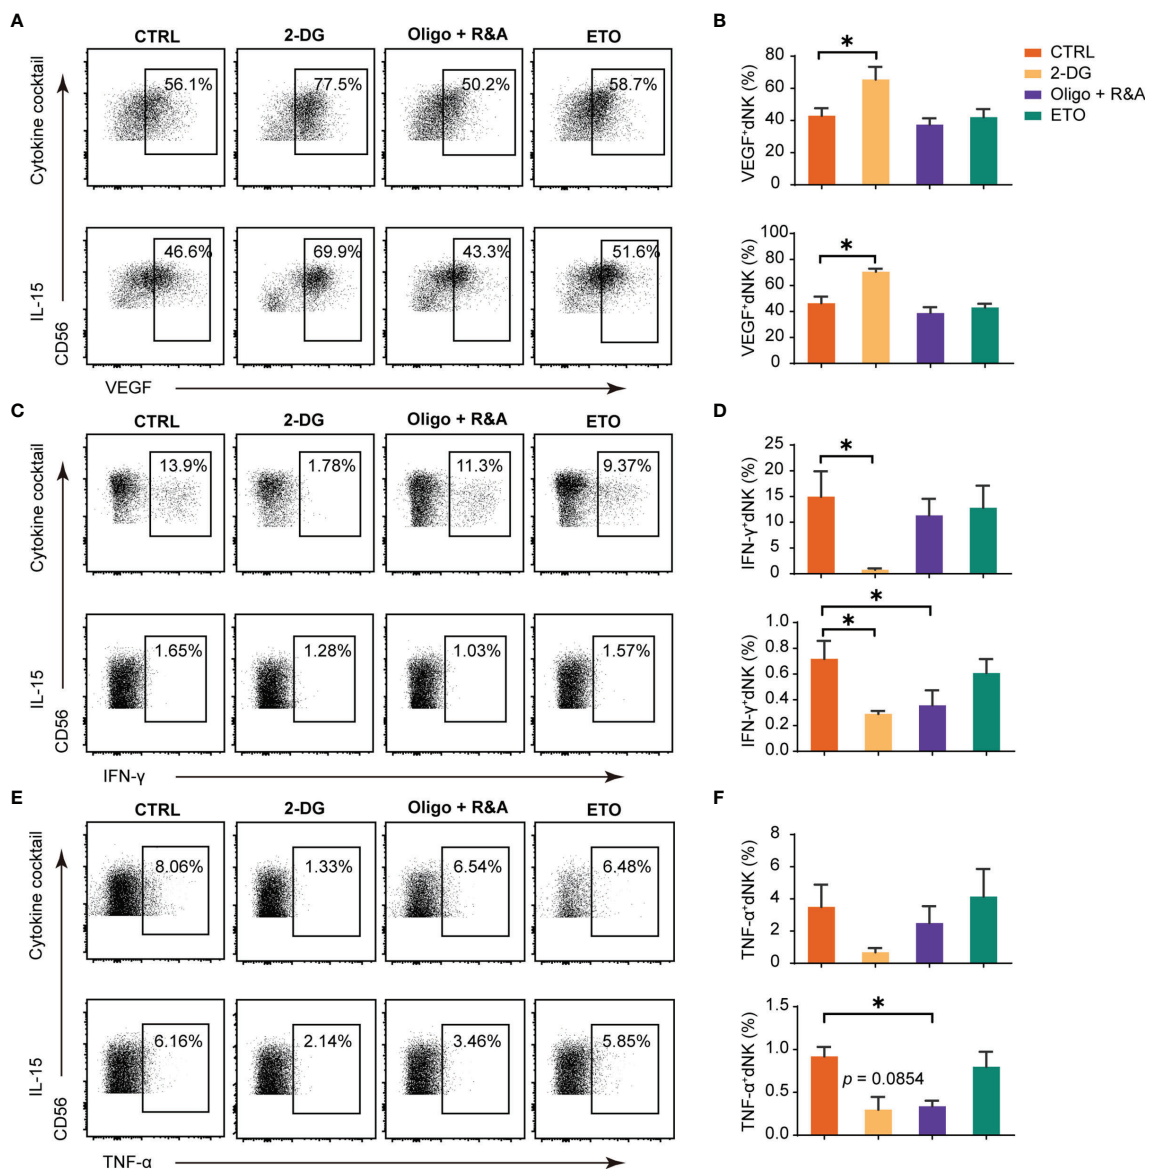 A
CTRL 2-DG Oligo + R&A ETO
Cytokine cocktail
56.1% 77.5% 50.2% 58.7%
IL-15
46.6% 69.9% 43.3% 51.6%
CD56
VEGF
B
VEGF⁺dNK (%)
80
60
40
20
0
CTRL
2-DG
Oligo + R&A
ETO
*
VEGF⁺dNK (%)
100
80
60
40
20
0
*
C
CTRL 2-DG Oligo + R&A ETO
Cytokine cocktail
13.9% 1.78% 11.3% 9.37%
IL-15
1.65% 1.28% 1.03% 1.57%
CD56
IFN-γ
D
IFN-γ⁺dNK (%)
25
20
15
10
5
0
*
IFN-γ⁺dNK (%)
1.0
0.8
0.6
0.4
0.2
0.0
*
*
E
CTRL 2-DG Oligo + R&A ETO
Cytokine cocktail
8.06% 1.33% 6.54% 6.48%
IL-15
6.16% 2.14% 3.46% 5.85%
CD56
TNF-α
F
TNF-α⁺dNK (%)
8
6
4
2
0
TNF-α⁺dNK (%)
1.5
1.0
0.5
0.0
*
p = 0.0854